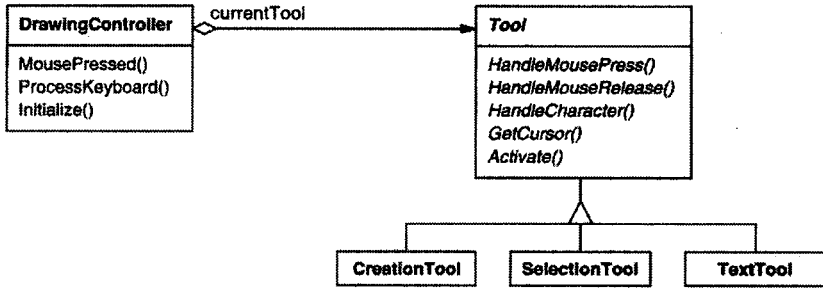 DrawingController
MousePressed()
ProcessKeyboard()
Initialize()
currentTool
Tool
HandleMousePress()
HandleMouseRelease()
HandleCharacter()
GetCursor()
Activate()
CreationTool
SelectionTool
TextTool